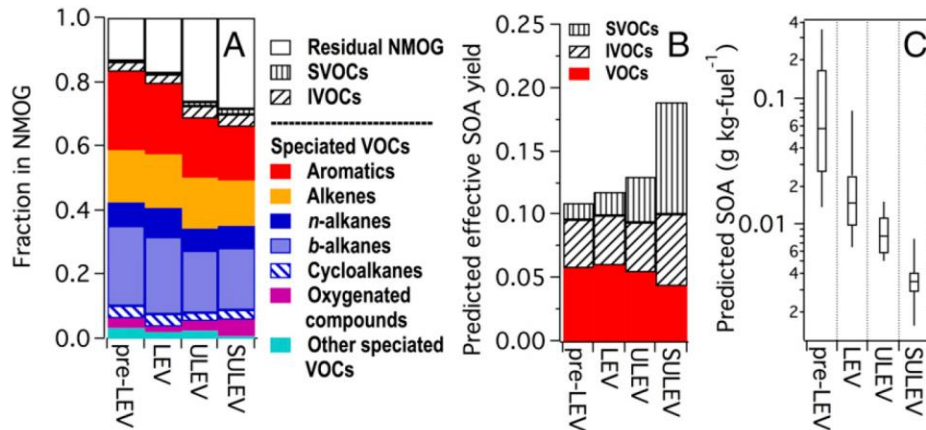 A
Fraction in NMOG
1.0
0.8
0.6
0.4
0.2
0.0
pre-LEV
LEV
ULEV
SULEV
Residual NMOG
SVOCs
IVOCs
Speciated VOCs
Aromatics
Alkenes
n-alkanes
b-alkanes
Cycloalkanes
Oxygenated
compounds
Other speciated
VOCs
B
Predicted effective SOA yield
0.25
0.20
0.15
0.10
0.05
0.00
SVOCs
IVOCs
VOCs
pre-LEV
LEV
ULEV
SULEV
C
Predicted SOA (g kg-fuel⁻¹)
4
2
0.1
6
4
2
0.01
6
4
2
pre-LEV
LEV
ULEV
SULEV